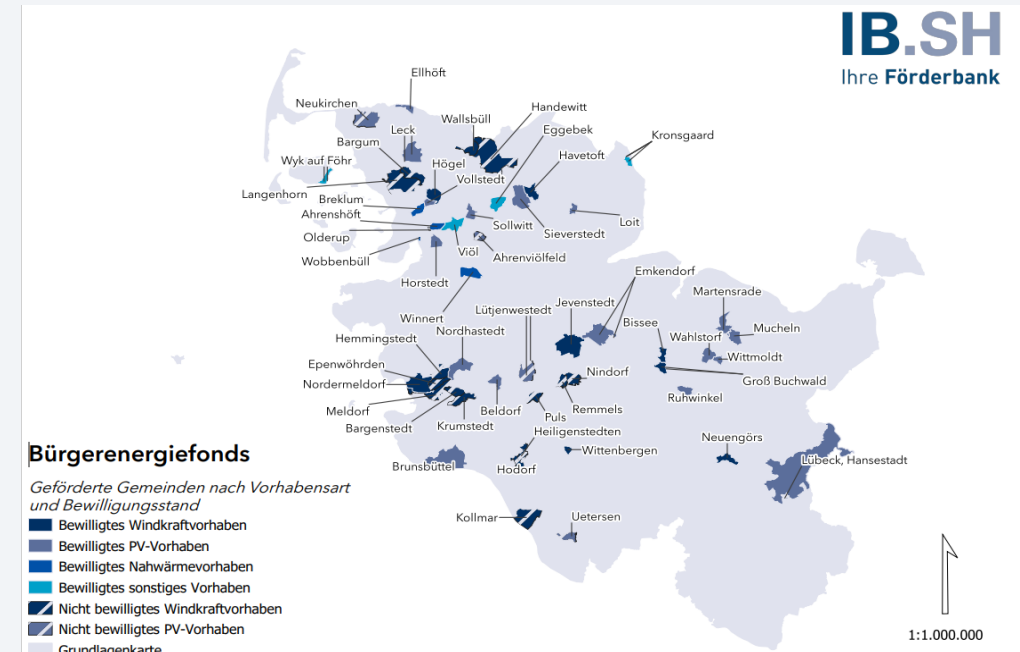 IB.SH
Ihre Förderbank
Ellhöft
Neukirchen
Handewitt
Wallsbüll
Leck
Eggebek
Kronsgaard
Bargum
Havetoft
Wyk auf Föhr
Högel
Vollstedt
Langenhorn
Breklum
Ahrenshöft
Loit
Sollwitt
Sieverstedt
Olderup
Viöl
Ahrenviölfeld
Wobbenbüll
Horstedt
Emkendorf
Martensrade
Jevenstedt
Lütjenwestedt
Winnert
Bissee
Mucheln
Nordhastedt
Wahlstorf
Hemmingstedt
Wittmoldt
Epenwöhrden
Nindorf
Groß Buchwald
Nordermeldorf
Ruhwinkel
Meldorf
Beldorf
Remmels
Puls
Bargenstedt
Krumstedt
Heiligenstedten
Neuengörs
Wittenbergen
Brunsbüttel
Hodorf
Lübeck, Hansestadt
Kollmar
Uetersen
Bürgerenergiefonds
Geförderte Gemeinden nach Vorhabensart
und Bewilligungsstand
Bewilligtes Windkraftvorhaben
Bewilligtes PV-Vorhaben
Bewilligtes Nahwärmevorhaben
Bewilligtes sonstiges Vorhaben
Nicht bewilligtes Windkraftvorhaben
Nicht bewilligtes PV-Vorhaben
Grundlagenkarte
1:1.000.000